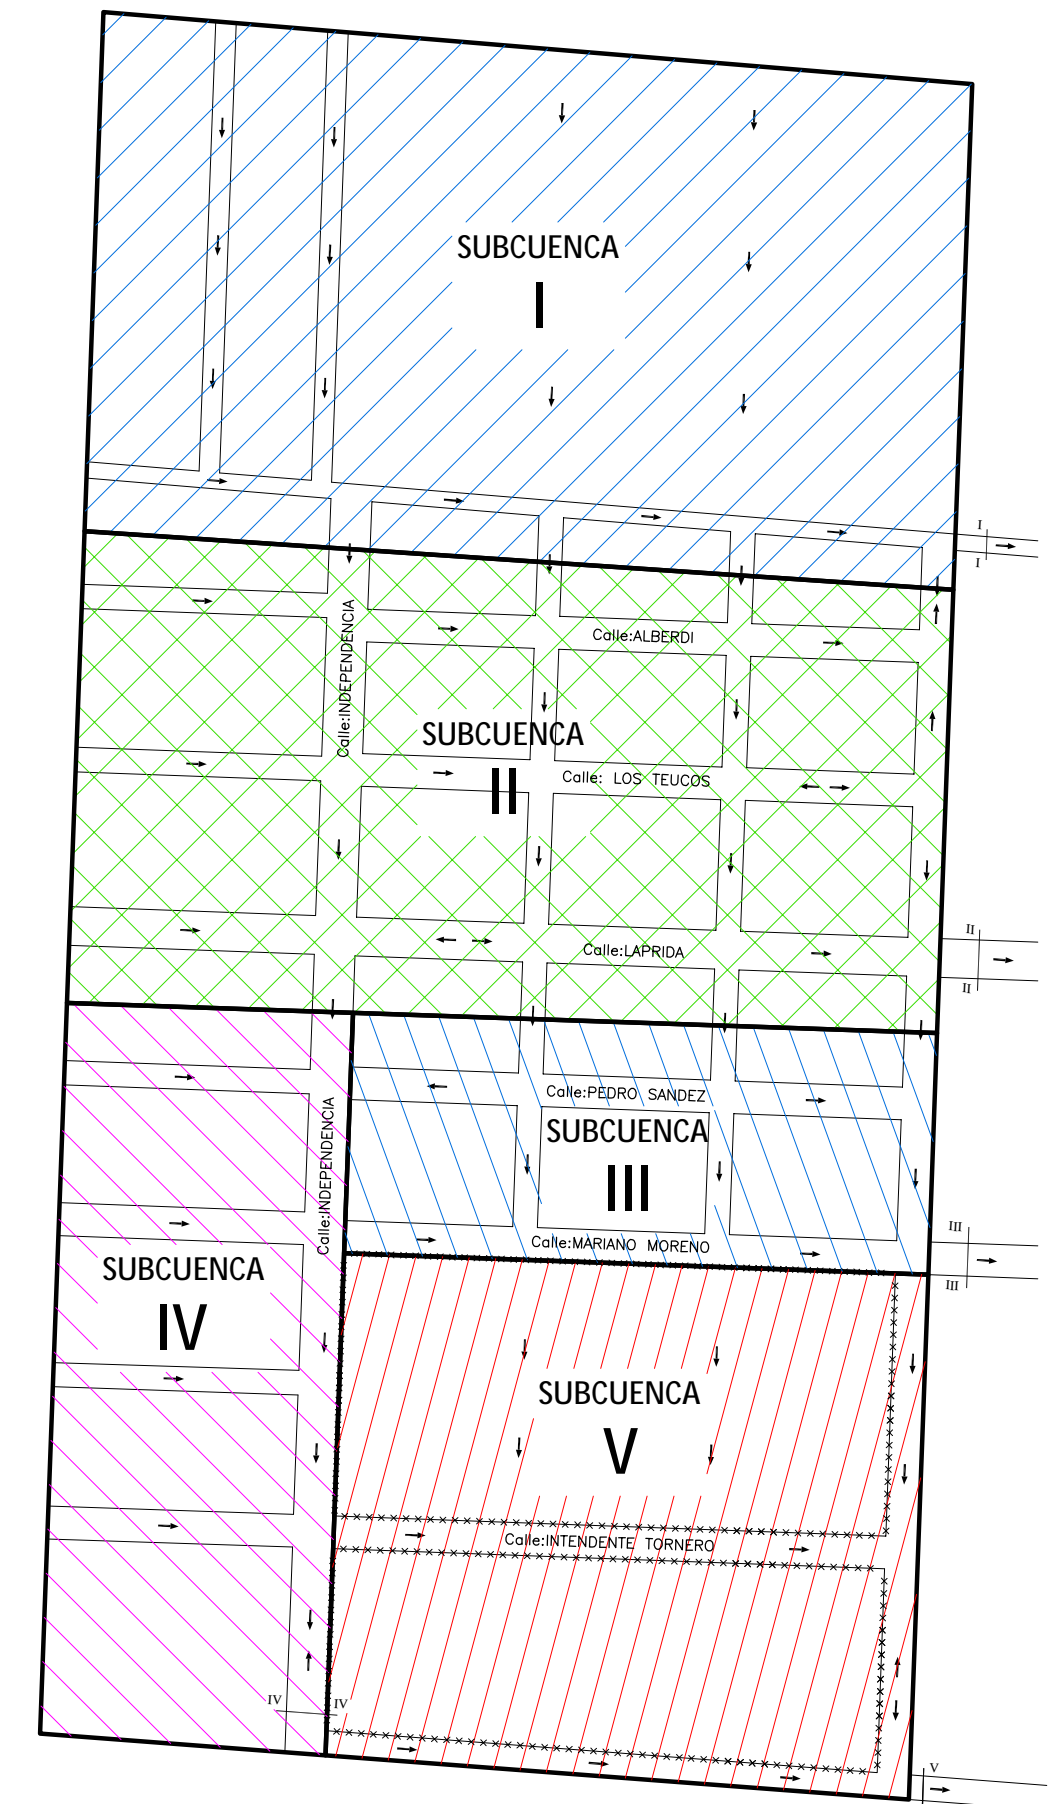 SUBCUENCA
I
I
I
Calle:INDEPENDENCIA
Calle:ALBERDI
SUBCUENCA
II
Calle: LOS TEUCOS
II
Calle:LAPRIDA
II
Calle:PEDRO SANDEZ
Calle:INDEPENDENCIA
SUBCUENCA
III
III
Calle:MARIANO MORENO
III
SUBCUENCA
IV
SUBCUENCA
V
Calle:INTENDENTE TORNERO
IV
IV
V